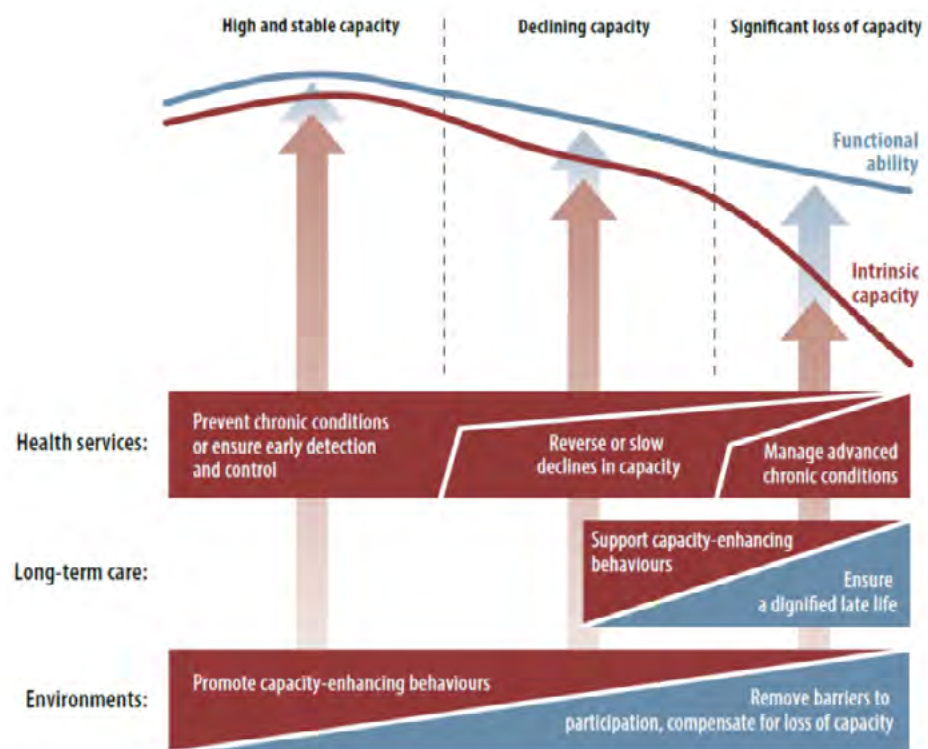 High and stable capacity
Declining capacity
Significant loss of capacity
Functional
ability
Intrinsic
capacity
Health services:
Prevent chronic conditions
or ensure early detection
and control
Reverse or slow
declines in capacity
Manage advanced
chronic conditions
Long-term care:
Support capacity-enhancing
behaviours
Ensure
a dignified late life
Environments:
Promote capacity-enhancing behaviours
Remove barriers to
participation, compensate for loss of capacity